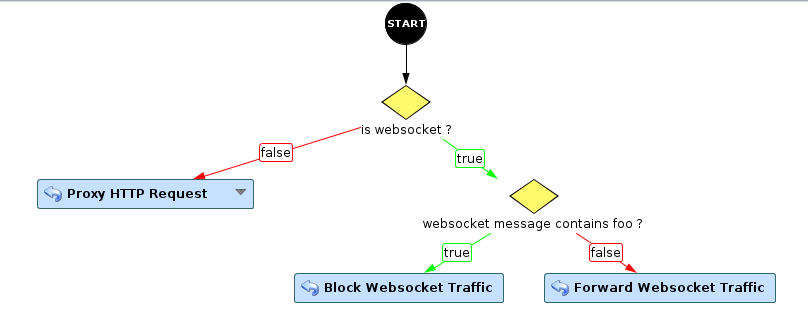 START
is websocket ?
false
true
Proxy HTTP Request
websocket message contains foo ?
true
false
Block Websocket Traffic
Forward Websocket Traffic